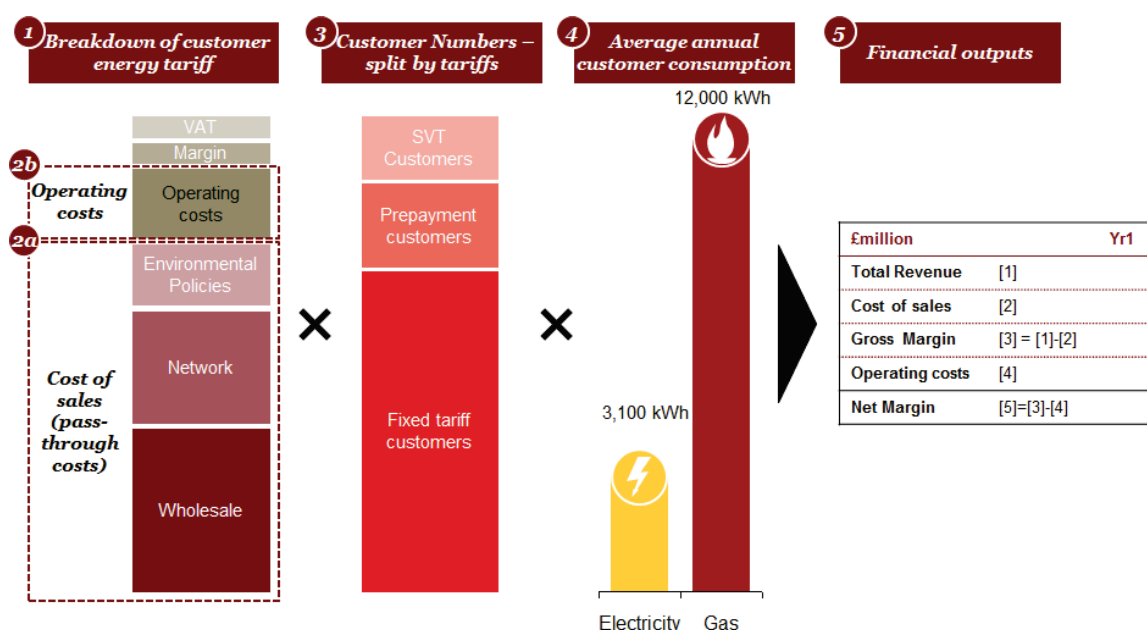 1
Breakdown of customer
energy tariff
3
Customer Numbers –
split by tariffs
4
Average annual
customer consumption
5
Financial outputs
VAT
Margin
2b
Operating
costs
Operating
costs
2a
Environmental
Policies
Network
Cost of
sales
(pass-
through
costs)
Wholesale
SVT
Customers
Prepayment
customers
Fixed tariff
customers
12,000 kWh
3,100 kWh
Electricity
Gas
£million Yr1
Total Revenue [1]
Cost of sales [2]
Gross Margin [3] = [1]-[2]
Operating costs [4]
Net Margin [5]=[3]-[4]